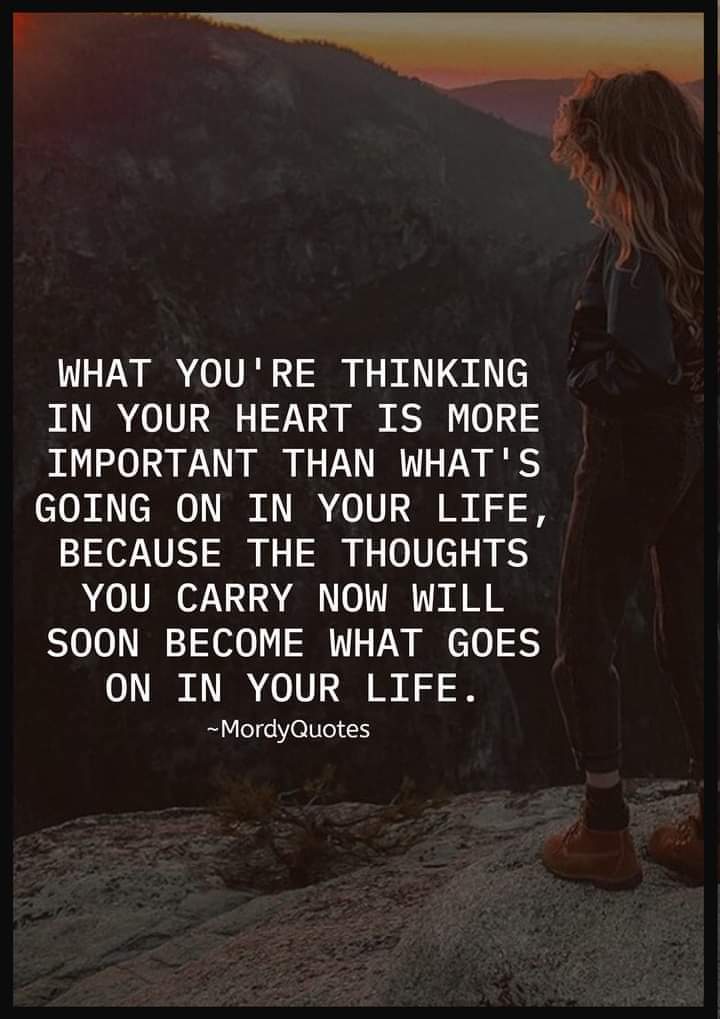 WHAT YOU'RE THINKING
IN YOUR HEART IS MORE
IMPORTANT THAN WHAT'S
GOING ON IN YOUR LIFE,
BECAUSE THE THOUGHTS
YOU CARRY NOW WILL
SOON BECOME WHAT GOES
ON IN YOUR LIFE.
~MordyQuotes